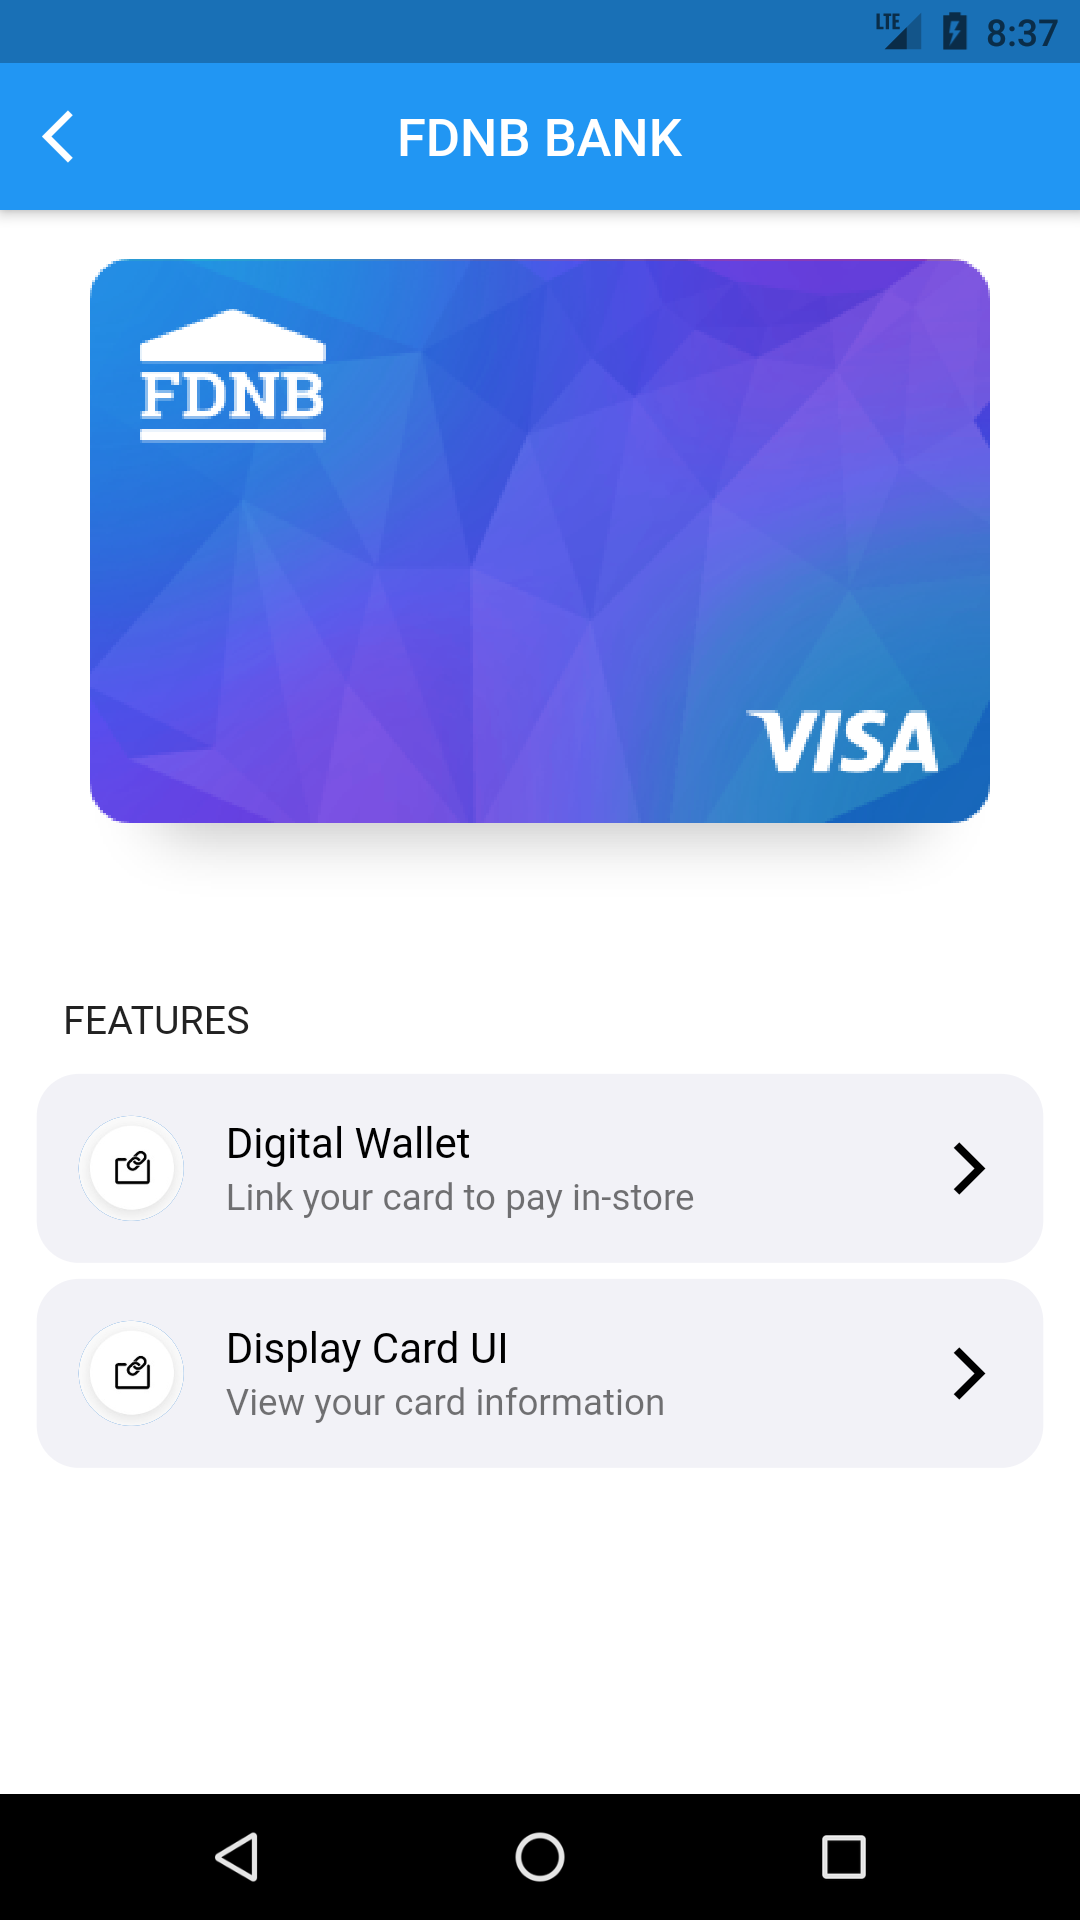 LTE 8:37
FDNB BANK
FDNB
VISA
FEATURES
Digital Wallet
Link your card to pay in-store
Display Card UI
View your card information